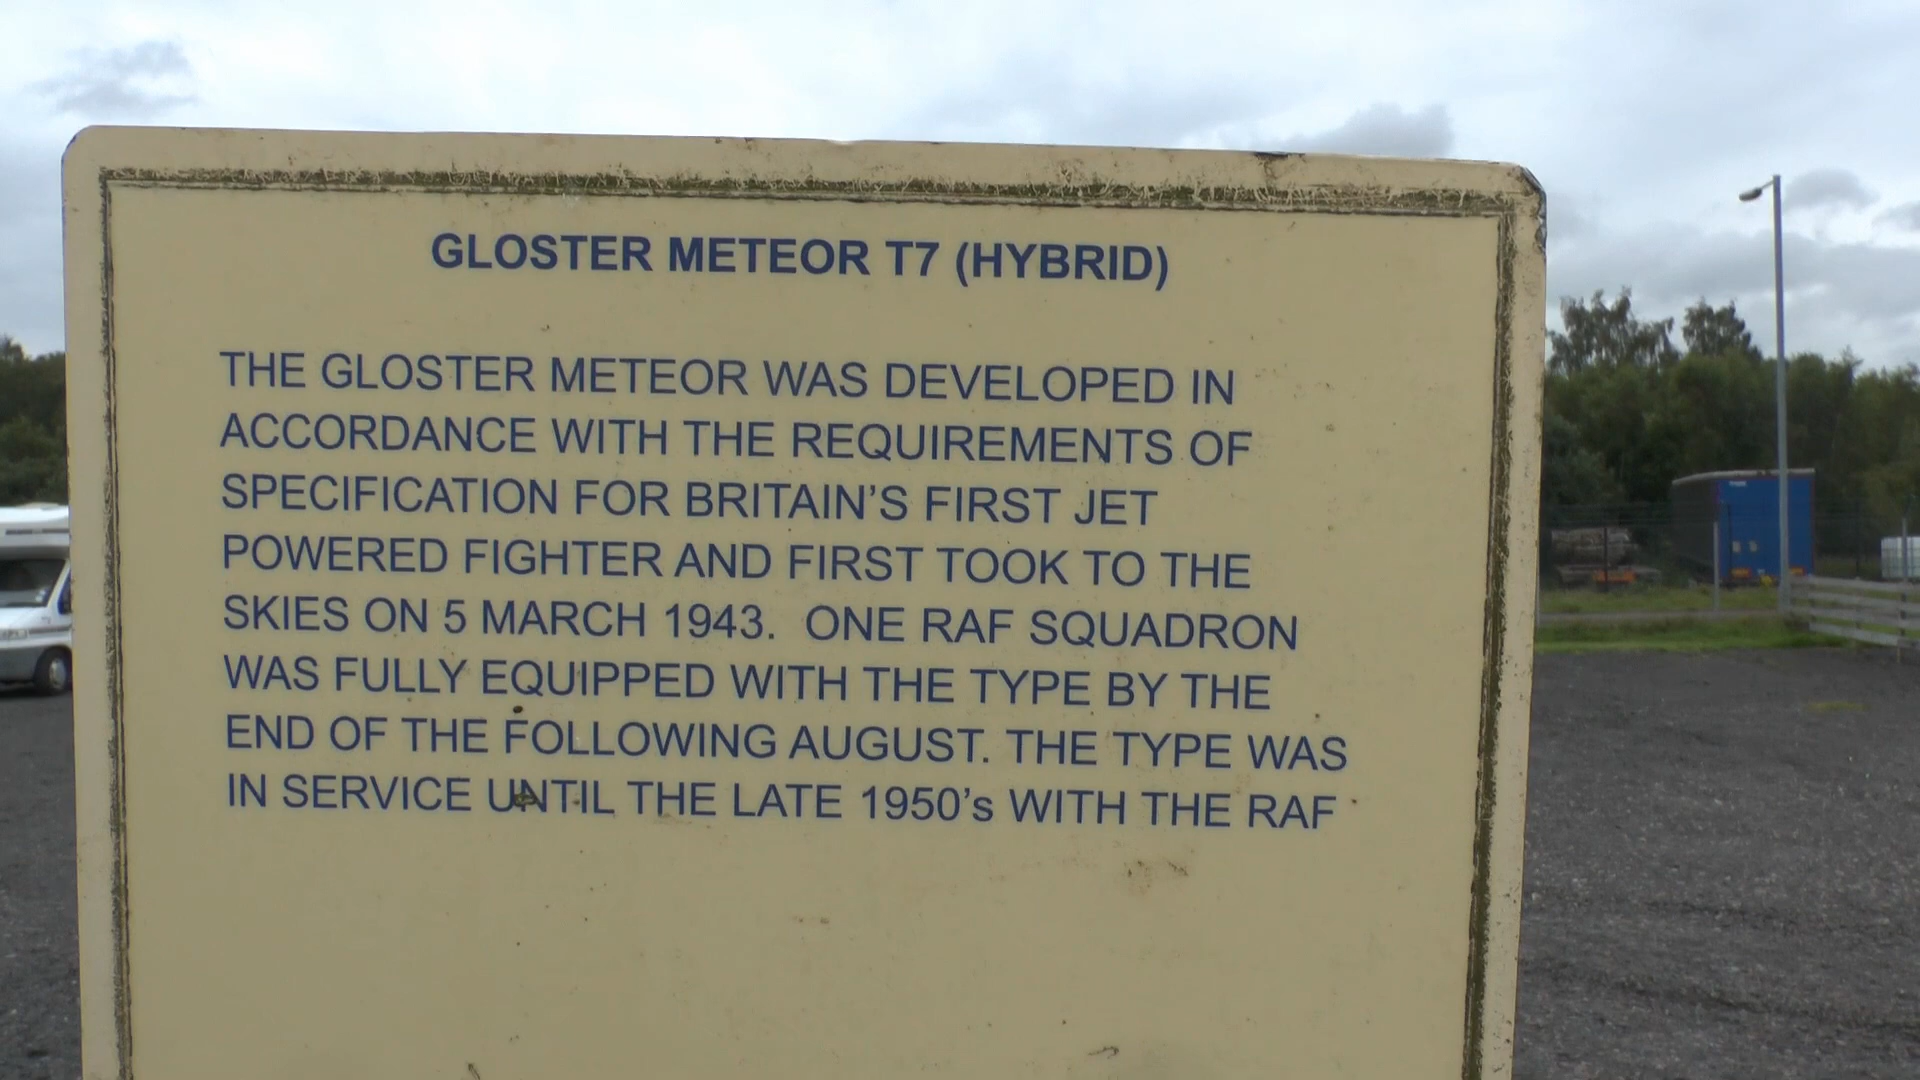 GLOSTER METEOR T7 (HYBRID)
THE GLOSTER METEOR WAS DEVELOPED IN
ACCORDANCE WITH THE REQUIREMENTS OF
SPECIFICATION FOR BRITAIN'S FIRST JET
POWERED FIGHTER AND FIRST TOOK TO THE
SKIES ON 5 MARCH 1943. ONE RAF SQUADRON
WAS FULLY EQUIPPED WITH THE TYPE BY THE
END OF THE FOLLOWING AUGUST. THE TYPE WAS
IN SERVICE UNTIL THE LATE 1950's WITH THE RAF